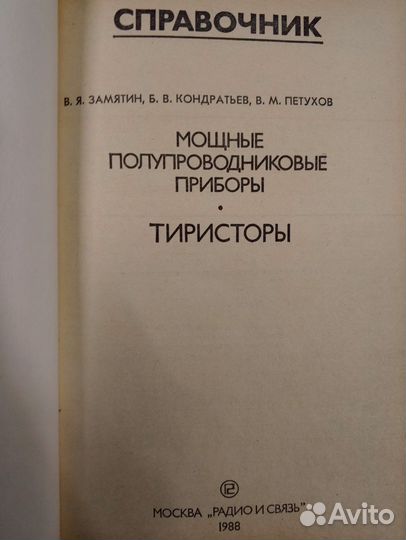 СПРАВОЧНИК
В. Я. ЗАМЯТИН, Б. В. КОНДРАТЬЕВ, В. М. ПЕТУХОВ
МОЩНЫЕ
ПОЛУПРОВОДНИКОВЫЕ
ПРИБОРЫ
•
ТИРИСТОРЫ
МОСКВА „РАДИО И СВЯЗЬ"
1988
Avito